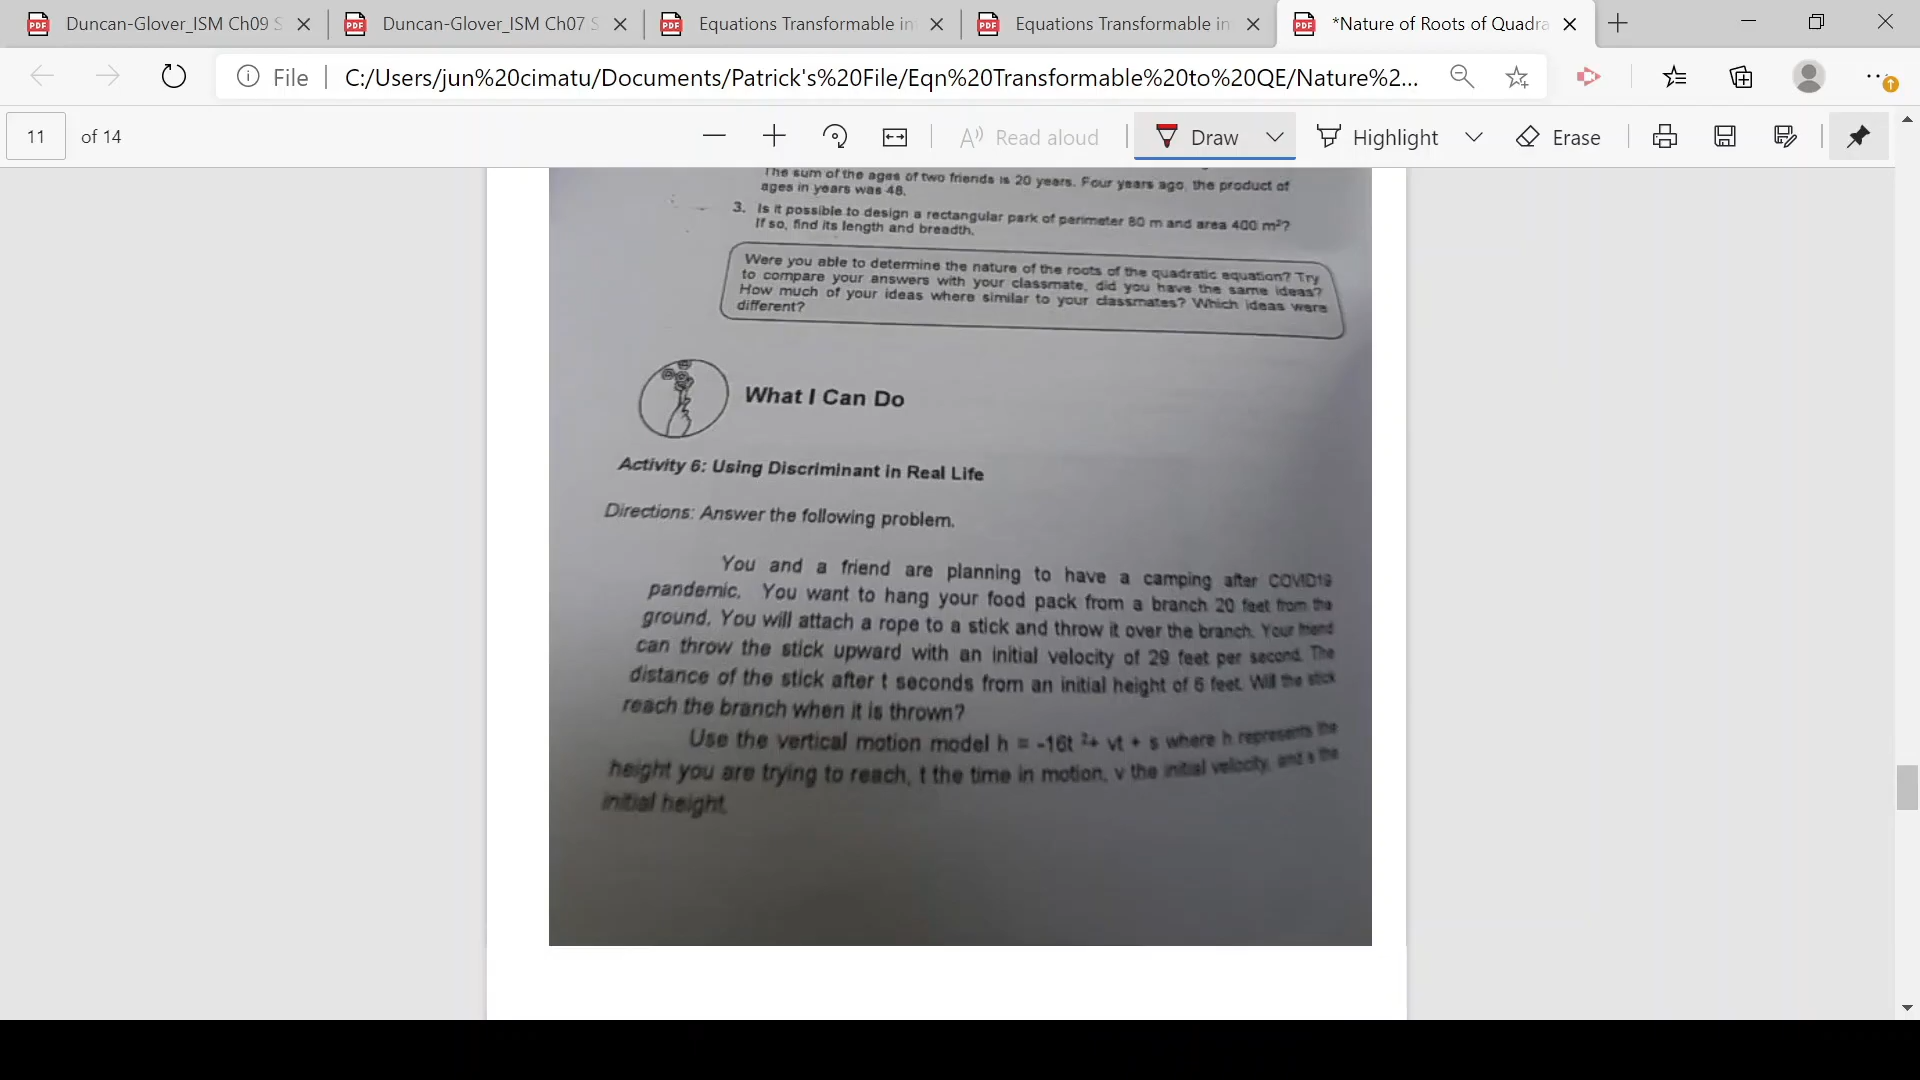 Duncan-Glover_ISM Ch09 S
Duncan-Glover_ISM Ch07 S
Equations Transformable in
Equations Transformable in
*Nature of Roots of Quadra
File
C:/Users/jun%20cimatu/Documents/Patrick's%20File/Eqn%20Transformable%20to%20QE/Nature%2...
11 of 14
Read aloud
Draw
Highlight
Erase
The sum of the ages of two friends is 20 years. Four years ago, the product of
ages in years was 48.
3. Is it possible to design a rectangular park of perimeter 80 m and area 400 m²?
If so, find its length and breadth.
Were you able to determine the nature of the roots of the quadratic equation? Try
to compare your answers with your classmate, did you have the same ideas?
How much of your ideas where similar to your classmates? Which ideas were
different?
What I Can Do
Activity 6: Using Discriminant in Real Life
Directions: Answer the following problem.
You and a friend are planning to have a camping after COVID19
pandemic. You want to hang your food pack from a branch 20 feet from the
ground. You will attach a rope to a stick and throw it over the branch. Your friend
can throw the stick upward with an initial velocity of 29 feet per second. The
distance of the stick after t seconds from an initial height of 6 feet. Will the stick
reach the branch when it is thrown?
Use the vertical motion model h = -16t ²+ vt + s where h represents the
height you are trying to reach, t the time in motion, v the initial velocity, and s the
initial height.